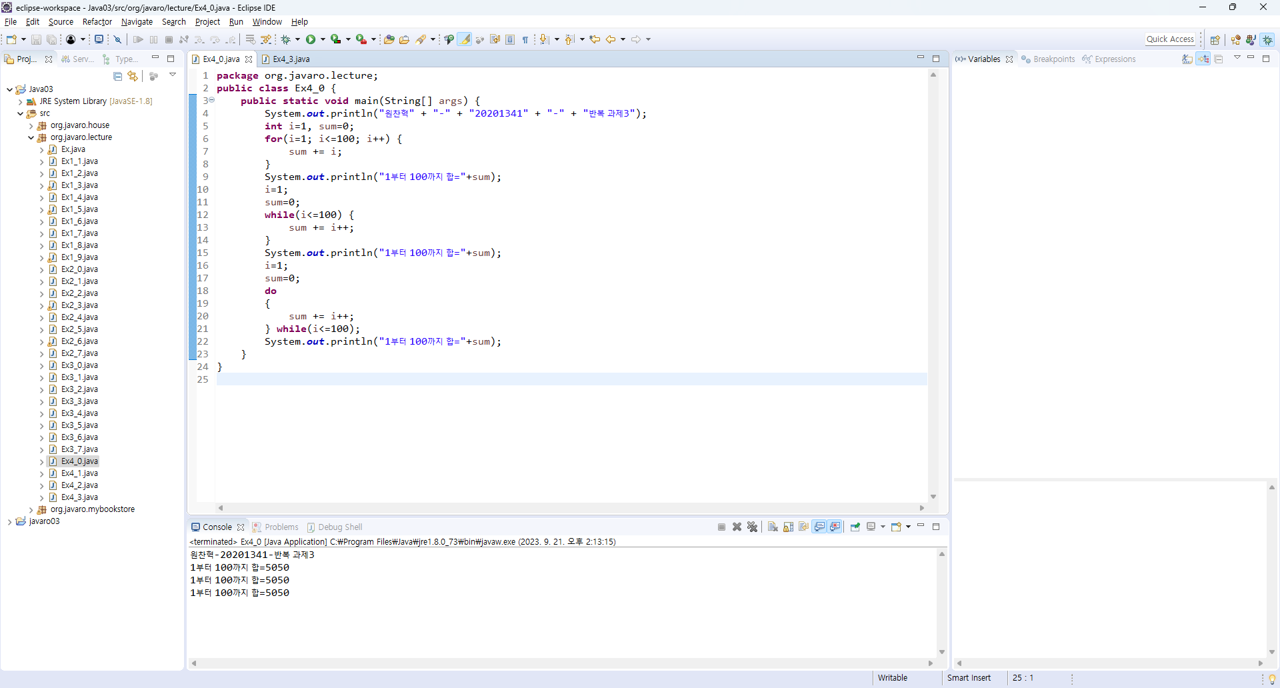 eclipse-workspace - Java03/src/org/javaro/lecture/Ex4_0.java - Eclipse IDE
File Edit Source Refactor Navigate Search Project Run Window Help
Quick Access
Proj... Serv... Type...
Java03
JRE System Library [JavaSE-1.8]
src
org.javaro.house
org.javaro.lecture
Ex.java
Ex1_1.java
Ex1_2.java
Ex1_3.java
Ex1_4.java
Ex1_5.java
Ex1_6.java
Ex1_7.java
Ex1_8.java
Ex1_9.java
Ex2_0.java
Ex2_1.java
Ex2_2.java
Ex2_3.java
Ex2_4.java
Ex2_5.java
Ex2_6.java
Ex2_7.java
Ex3_0.java
Ex3_1.java
Ex3_2.java
Ex3_3.java
Ex3_4.java
Ex3_5.java
Ex3_6.java
Ex3_7.java
Ex4_0.java
Ex4_1.java
Ex4_2.java
Ex4_3.java
org.javaro.mybookstore
javaro03
Ex4_0.java Ex4_3.java
1 package org.javaro.lecture;
2 public class Ex4_0 {
3 public static void main(String[] args) {
4 System.out.println("원찬혁" + "-" + "20201341" + "-" + "반복 과제3");
5 int i=1, sum=0;
6 for(i=1; i<=100; i++) {
7 sum += i;
8 }
9 System.out.println("1부터 100까지 합="+sum);
10 i=1;
11 sum=0;
12 while(i<=100) {
13 sum += i++;
14 }
15 System.out.println("1부터 100까지 합="+sum);
16 i=1;
17 sum=0;
18 do
19 {
20 sum += i++;
21 } while(i<=100);
22 System.out.println("1부터 100까지 합="+sum);
23 }
24 }
25
Console Problems Debug Shell
<terminated> Ex4_0 [Java Application] C:₩Program Files₩Java₩jre1.8.0_73₩bin₩javaw.exe (2023. 9. 21. 오후 2:13:15)
원찬혁-20201341-반복 과제3
1부터 100까지 합=5050
1부터 100까지 합=5050
1부터 100까지 합=5050
(x)= Variables Breakpoints Expressions
Writable Smart Insert 25 : 1